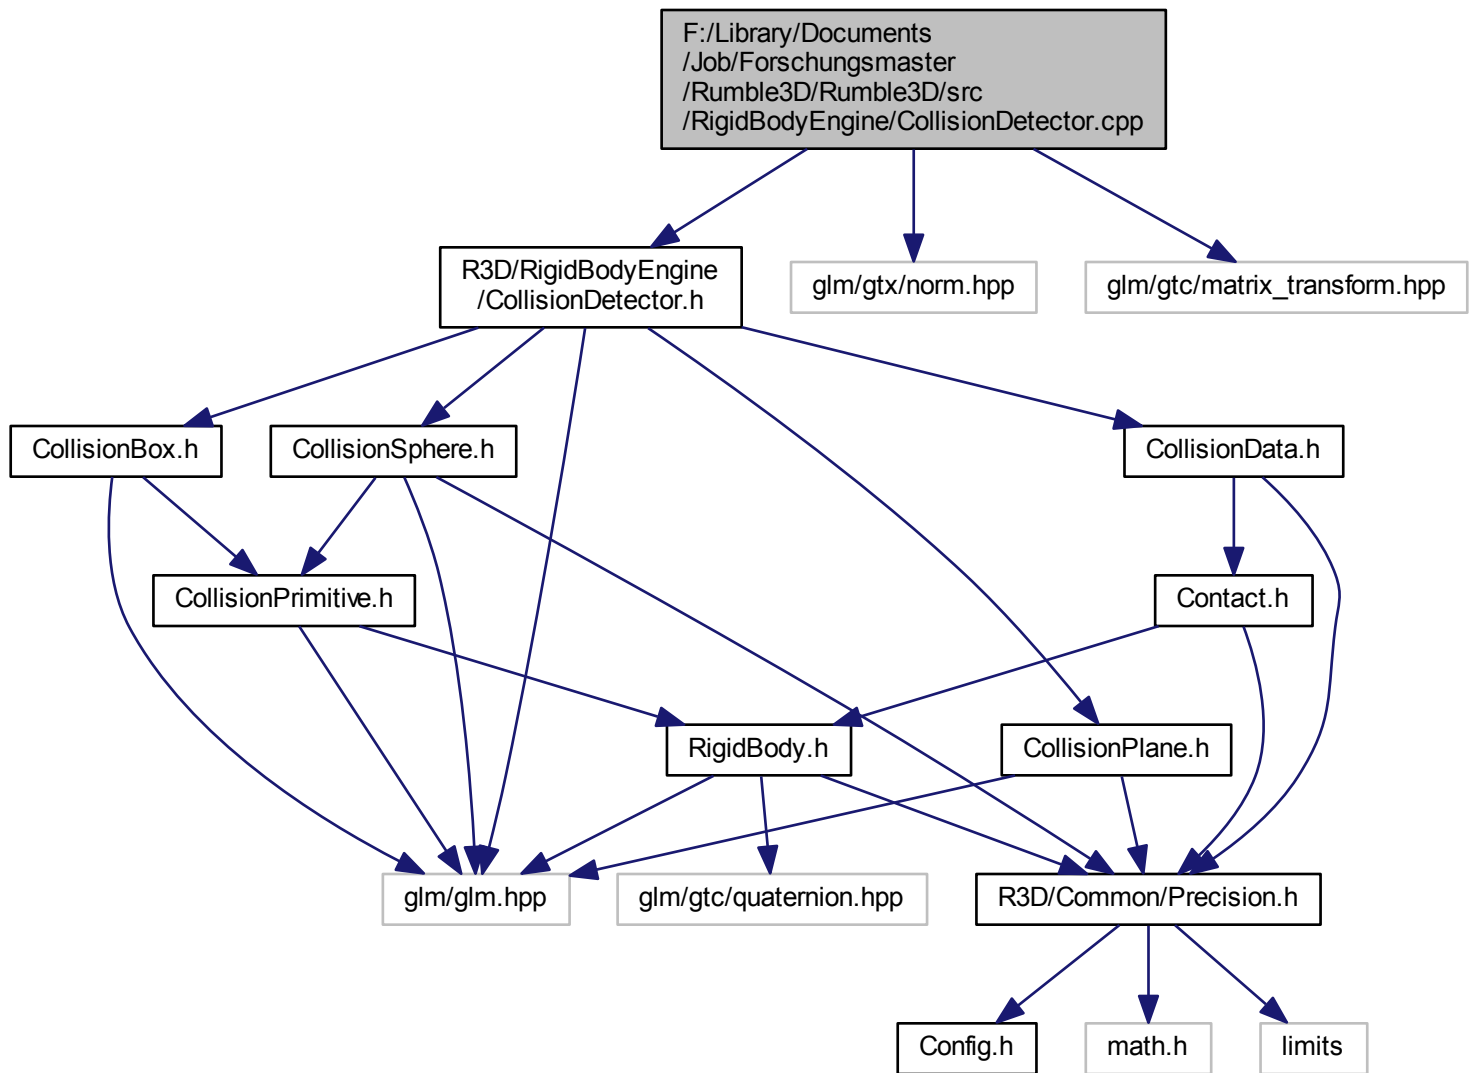 F:/Library/Documents
/Job/Forschungsmaster
/Rumble3D/Rumble3D/src
/RigidBodyEngine/CollisionDetector.cpp
R3D/RigidBodyEngine
/CollisionDetector.h
glm/gtx/norm.hpp
glm/gtc/matrix_transform.hpp
CollisionBox.h
CollisionSphere.h
CollisionData.h
CollisionPrimitive.h
Contact.h
RigidBody.h
CollisionPlane.h
glm/glm.hpp
glm/gtc/quaternion.hpp
R3D/Common/Precision.h
Config.h
math.h
limits